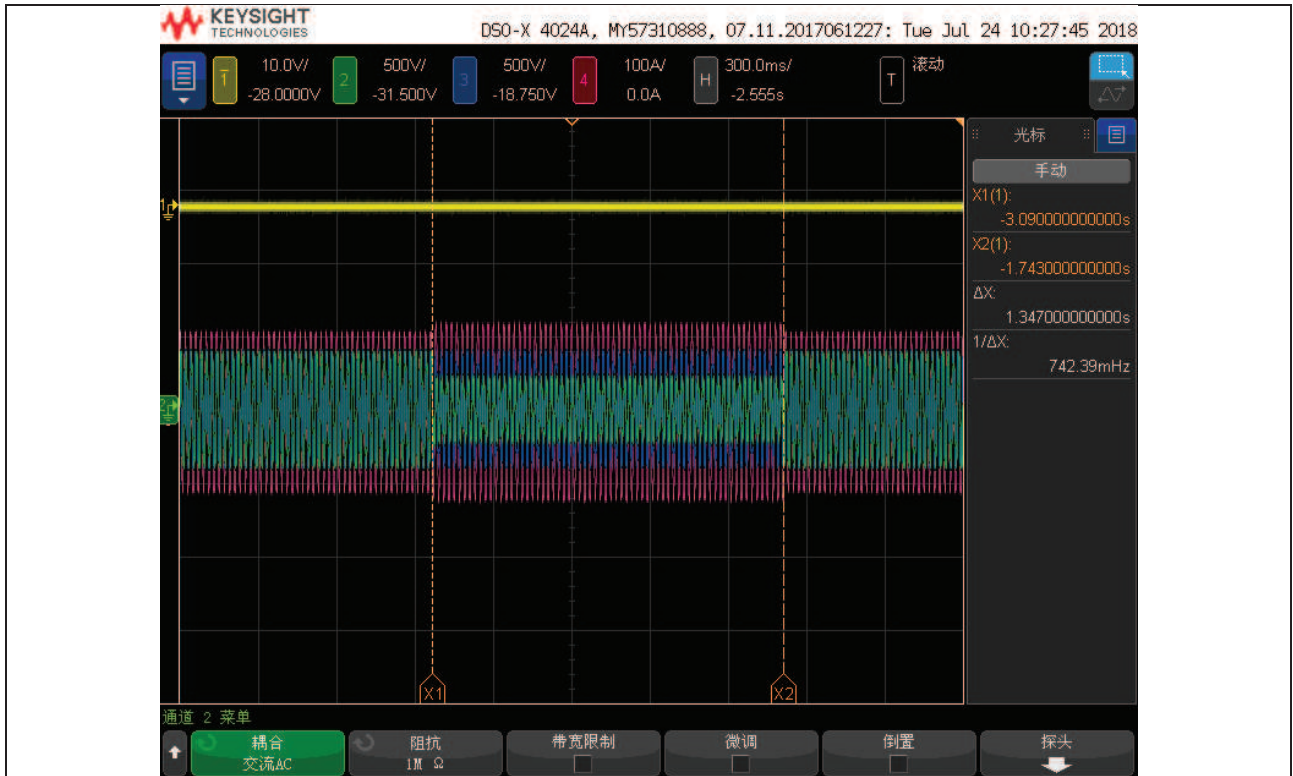 KEYSIGHT
TECHNOLOGIES
DSO-X 4024A, MY57310888, 07.11.2017061227: Tue Jul 24 10:27:45 2018
1 10.0V/ 2 500V/ 3 500V/ 4 100A/ H 300.0ms/ T 滚动
-28.0000V -31.500V -18.750V 0.0A -2.555s
光标
手动
X1(1):
-3.090000000000s
X2(1):
-1.743000000000s
ΔX:
1.347000000000s
1/ΔX:
742.39mHz
1
2
X1 X2
通道 2 菜单
耦合 阻抗 带宽限制 微调 倒置 探头
交流AC 1M Ω